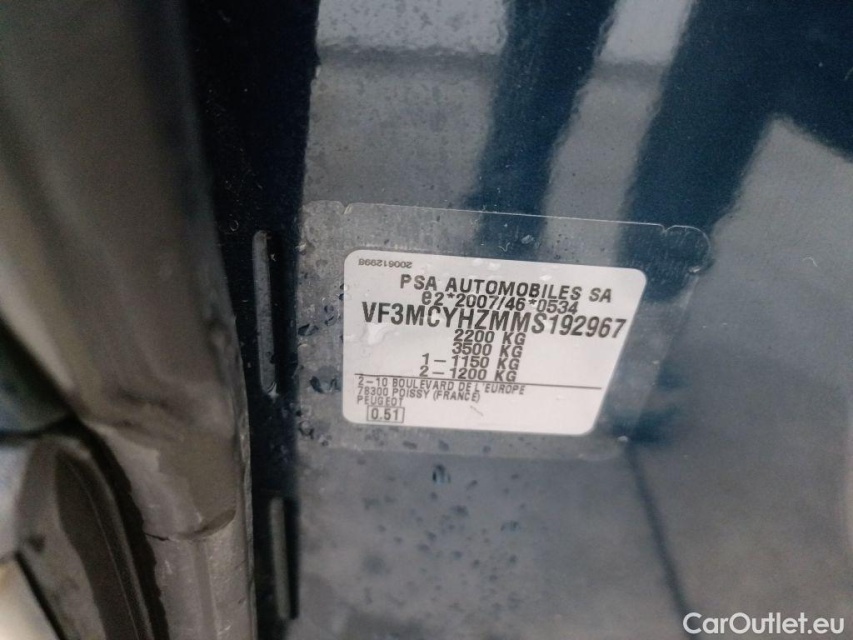 200612998
PSA AUTOMOBILES SA
e2*2007/46*0534
VF3MCYHZMMS192967
2200 KG
3500 KG
1-1150 KG
2-1200 KG
2-10 BOULEVARD DE L'EUROPE
78300 POISSY (FRANCE)
PEUGEOT
0.51
CarOutlet.eu